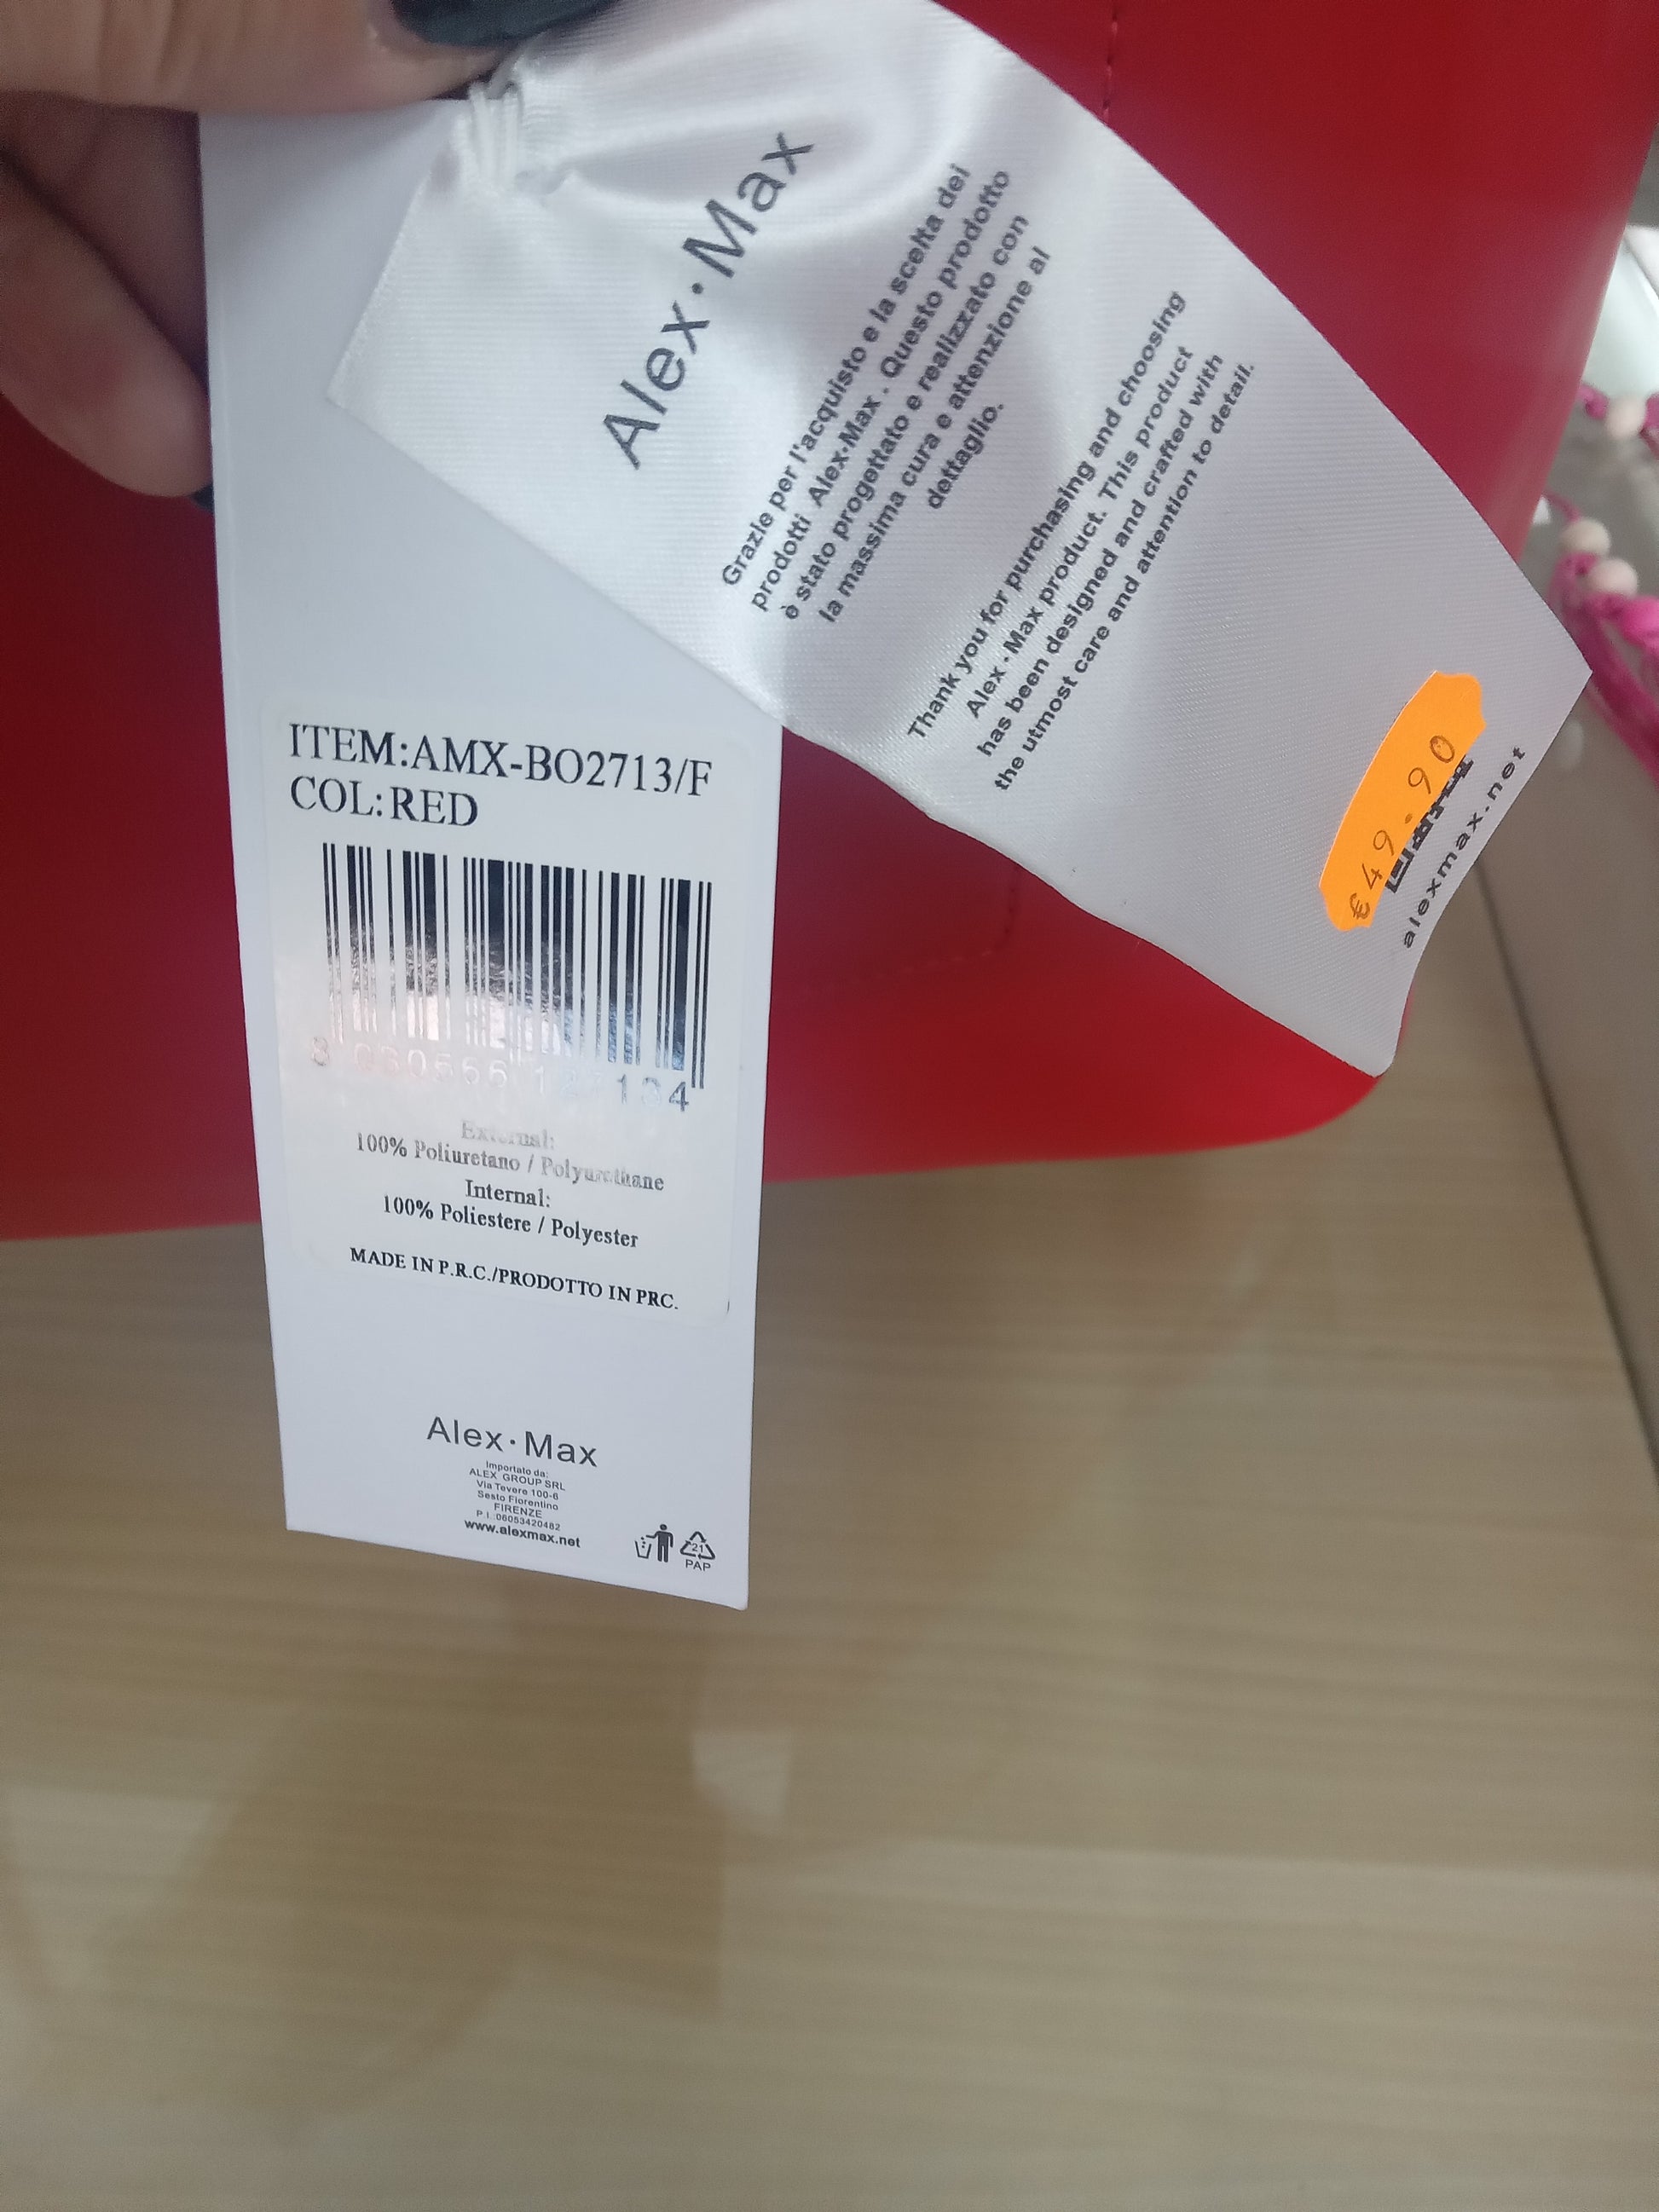 Alex·Max
Grazie per l'acquisto e la scelta dei
prodotti Alex·Max. Questo prodotto
è stato progettato e realizzato con
la massima cura e attenzione al
dettaglio.
Thank you for purchasing and choosing
Alex·Max product. This product
has been designed and crafted with
the utmost care and attention to detail.
€49.90
alexmax.net
ITEM:AMX-BO2713/F
COL:RED
External:
100% Poliuretano / Polyurethane
Internal:
100% Poliestere / Polyester
MADE IN P.R.C./PRODOTTO IN PRC.
Alex·Max
Importato da:
ALEX GROUP SRL
Via Tevere 100-6
Sesto Fiorentino
FIRENZE
P.I.:06053420482
www.alexmax.net
21
PAP